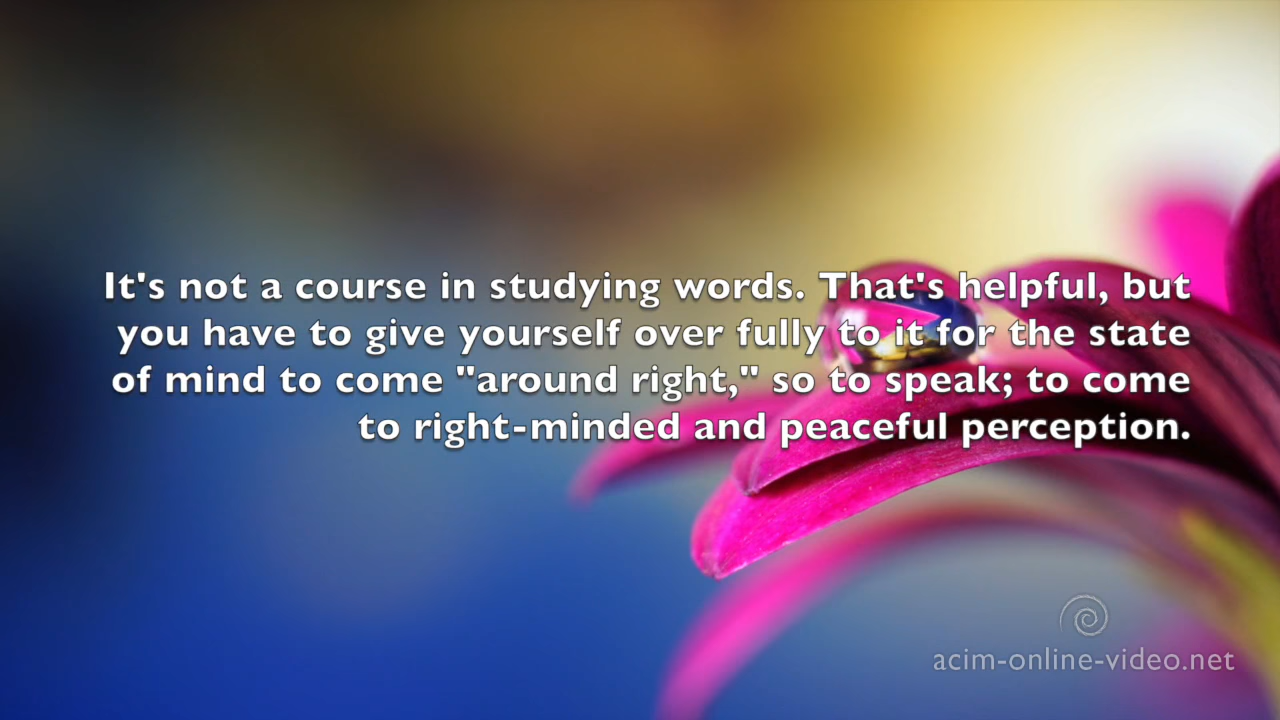 It's not a course in studying words. That's helpful, but
you have to give yourself over fully to it for the state
of mind to come "around right," so to speak; to come
to right-minded and peaceful perception.
acim-online-video.net